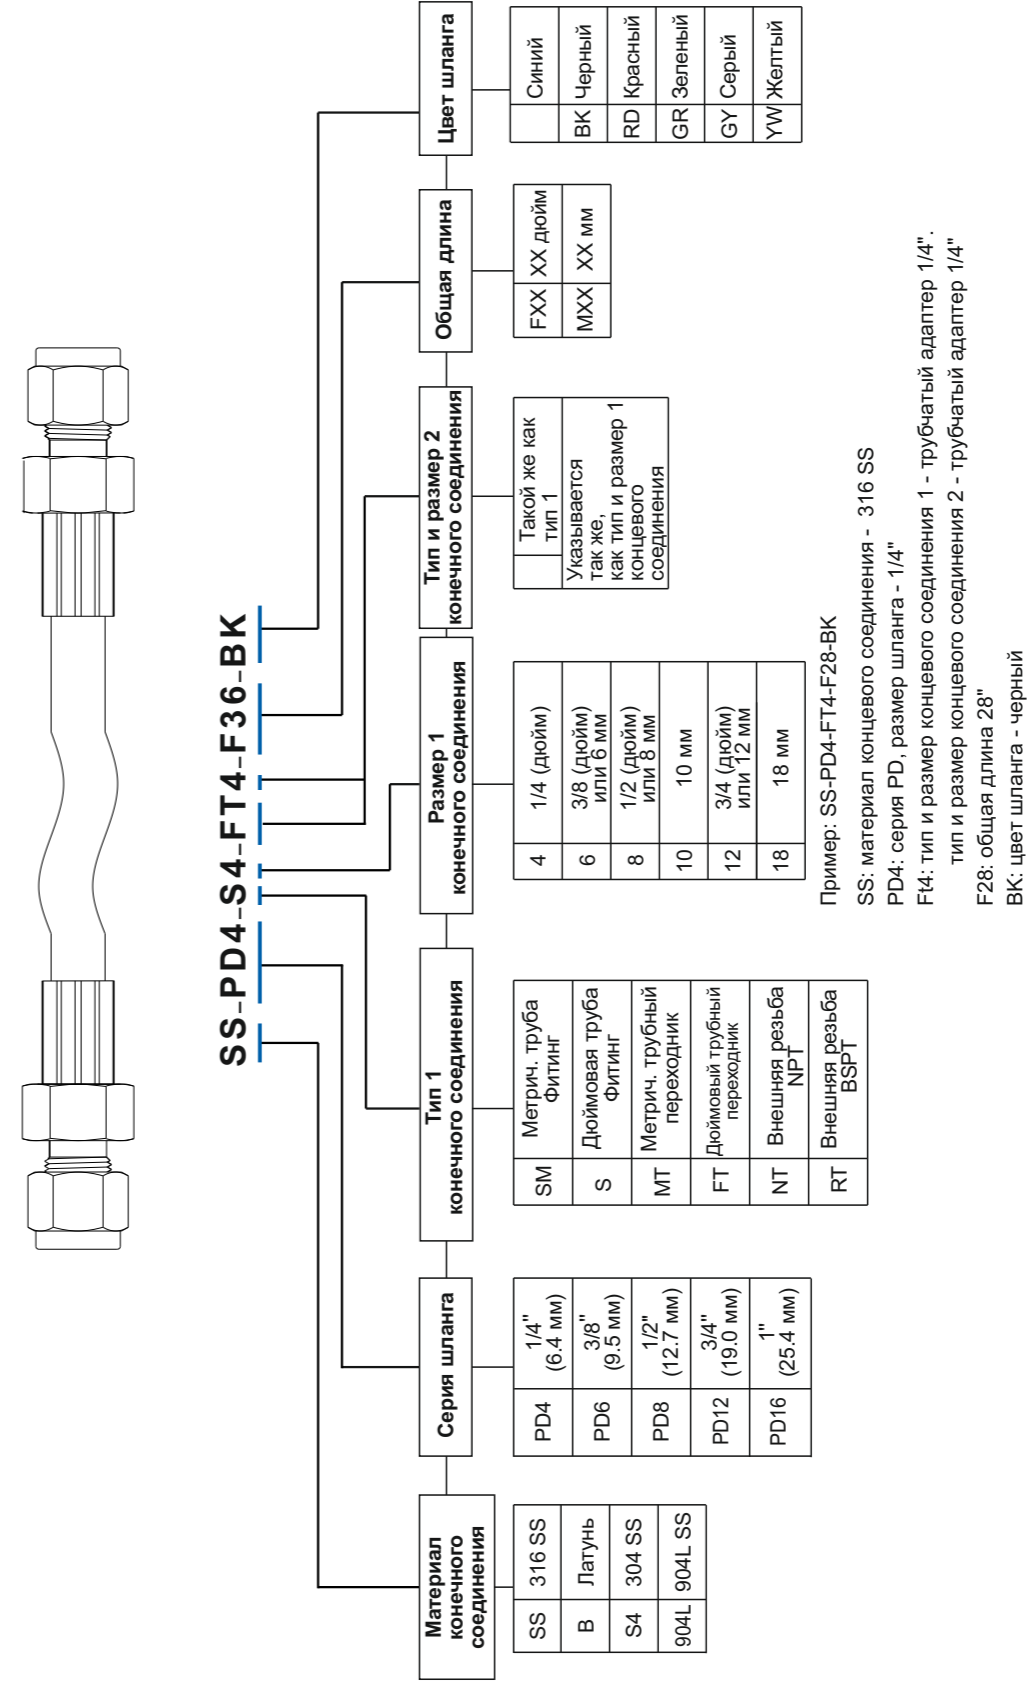 SS-PD4-S4-FT4-F36-BK
Материал
конечного
соединения
SS 316 SS
B Латунь
S4 304 SS
904L 904L SS
Серия шланга
PD4 1/4"
(6.4 мм)
PD6 3/8"
(9.5 мм)
PD8 1/2"
(12.7 мм)
PD12 3/4"
(19.0 мм)
PD16 1"
(25.4 мм)
Тип 1
конечного соединения
SM Метрич. труба
Фитинг
S Дюймовая труба
Фитинг
MT Метрич. трубный
переходник
FT Дюймовый трубный
переходник
NT Внешняя резьба
NPT
RT Внешняя резьба
BSPT
Размер 1
конечного соединения
4 1/4 (дюйм)
6 3/8 (дюйм)
или 6 мм
8 1/2 (дюйм)
или 8 мм
10 10 мм
12 3/4 (дюйм)
или 12 мм
18 18 мм
Тип и размер 2
конечного соединения
Такой же как
тип 1
Указывается
так же,
как тип и размер 1
концевого
соединения
Общая длина
FXX XX дюйм
MXX XX мм
Цвет шланга
Синий
BK Черный
RD Красный
GR Зеленый
GY Серый
YW Желтый
Пример: SS-PD4-FT4-F28-BK
SS: материал концевого соединения - 316 SS
PD4: серия PD, размер шланга - 1/4"
Ft4: тип и размер концевого соединения 1 - трубчатый адаптер 1/4".
тип и размер концевого соединения 2 - трубчатый адаптер 1/4"
F28: общая длина 28"
BK: цвет шланга - черный